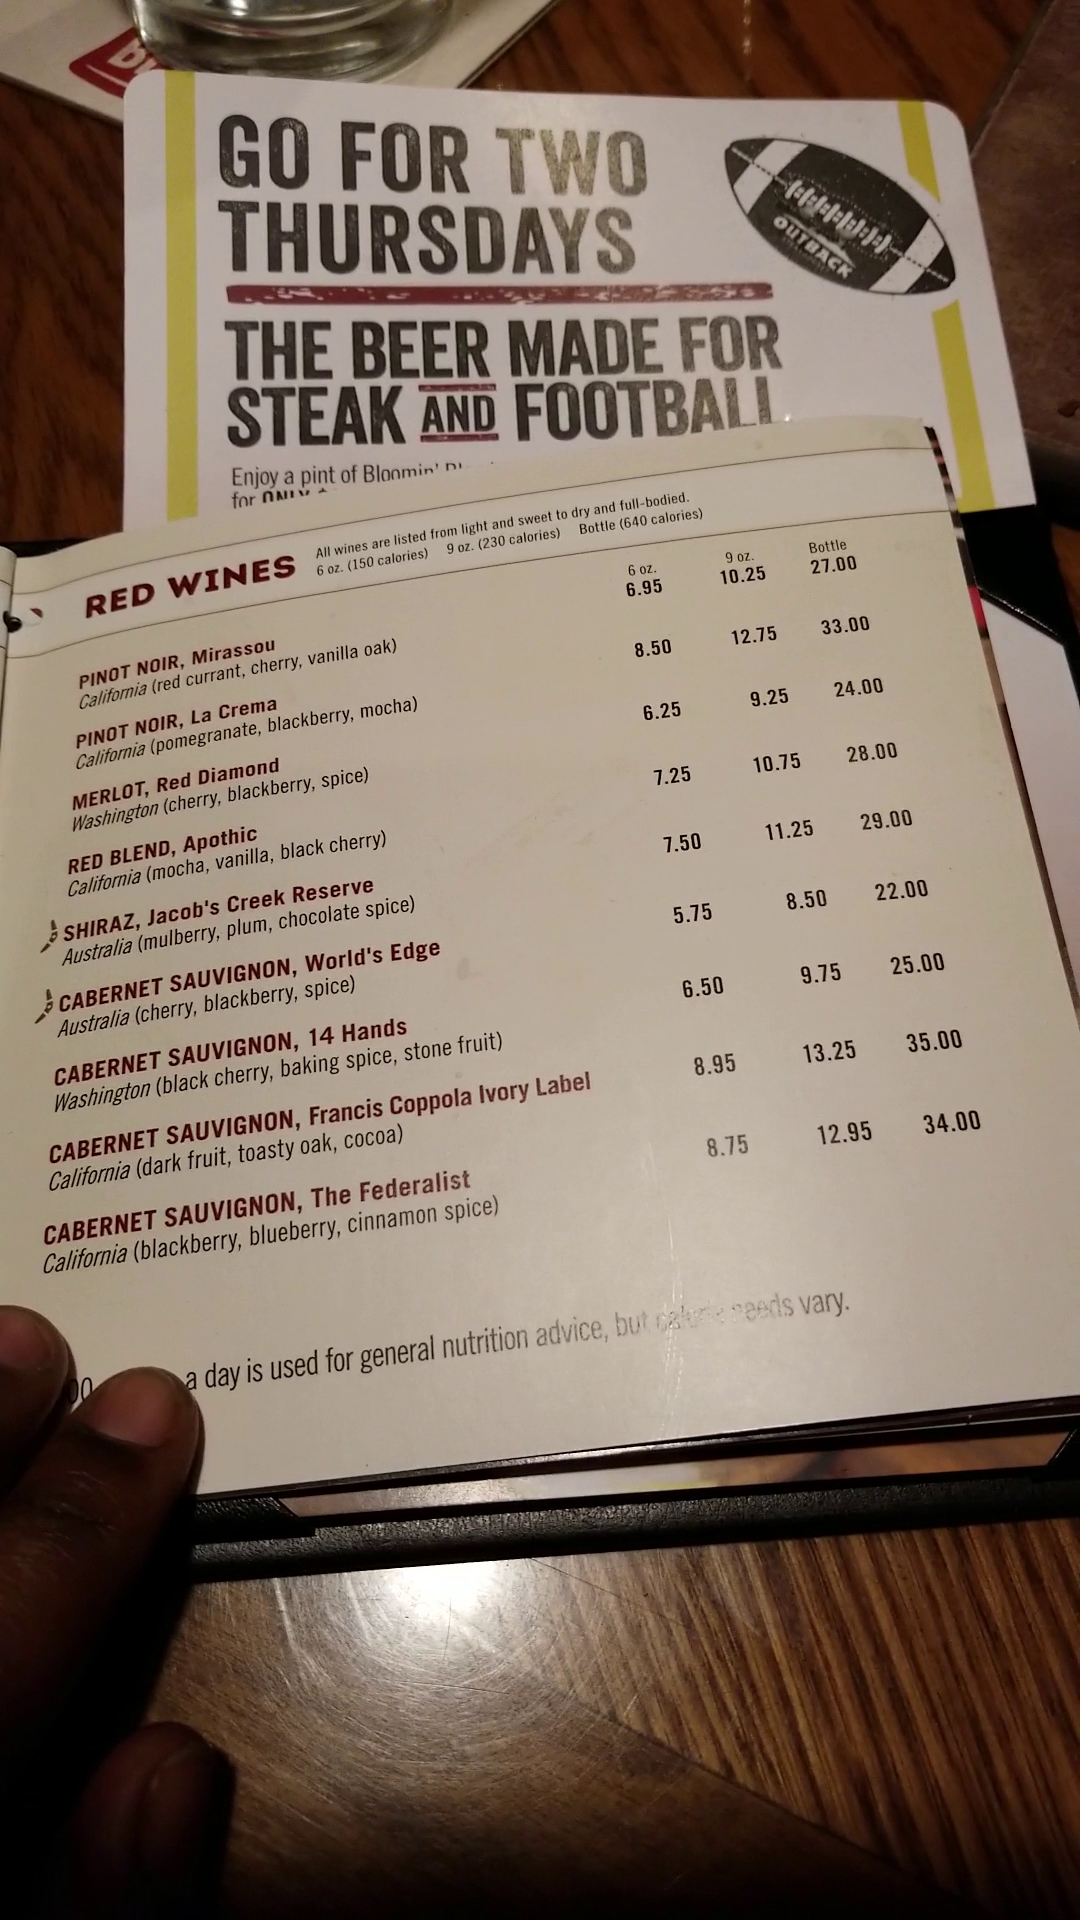 GO FOR TWO
THURSDAYS
OUTBACK
THE BEER MADE FOR
STEAK AND FOOTBALL
Enjoy a pint of Bloomin'
for ONLY
RED WINES
All wines are listed from light and sweet to dry and full-bodied.
6 oz. (150 calories) 9 oz. (230 calories) Bottle (640 calories)
6 oz. 9 oz. Bottle
PINOT NOIR, Mirassou 6.95 10.25 27.00
California (red currant, cherry, vanilla oak)
PINOT NOIR, La Crema 8.50 12.75 33.00
California (pomegranate, blackberry, mocha)
MERLOT, Red Diamond 6.25 9.25 24.00
Washington (cherry, blackberry, spice)
RED BLEND, Apothic 7.25 10.75 28.00
California (mocha, vanilla, black cherry)
SHIRAZ, Jacob's Creek Reserve 7.50 11.25 29.00
Australia (mulberry, plum, chocolate spice)
CABERNET SAUVIGNON, World's Edge 5.75 8.50 22.00
Australia (cherry, blackberry, spice)
CABERNET SAUVIGNON, 14 Hands 6.50 9.75 25.00
Washington (black cherry, baking spice, stone fruit)
CABERNET SAUVIGNON, Francis Coppola Ivory Label 8.95 13.25 35.00
California (dark fruit, toasty oak, cocoa)
CABERNET SAUVIGNON, The Federalist 8.75 12.95 34.00
California (blackberry, blueberry, cinnamon spice)
a day is used for general nutrition advice, but calorie needs vary.